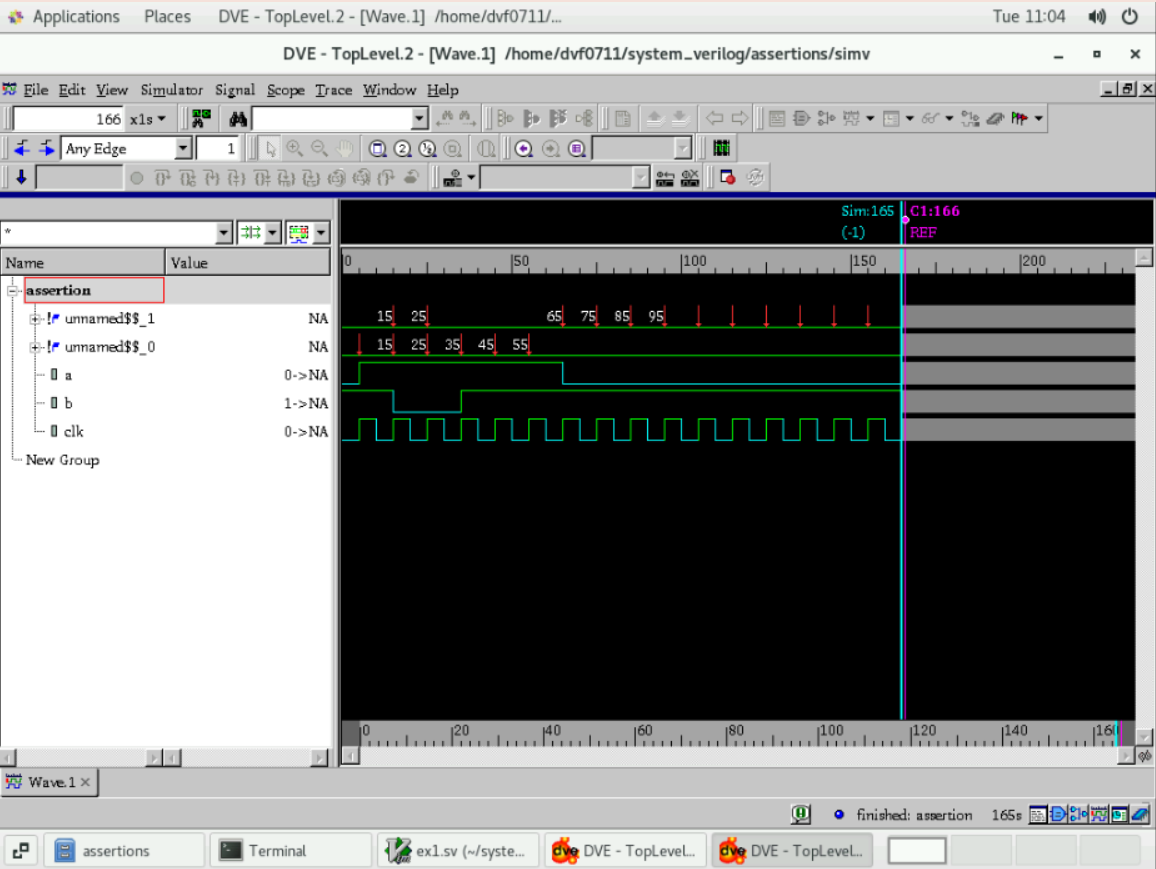 Applications Places DVE - TopLevel.2 - [Wave.1] /home/dvf0711/... Tue 11:04
DVE - TopLevel.2 - [Wave.1] /home/dvf0711/system_verilog/assertions/simv
File Edit View Simulator Signal Scope Trace Window Help
166 x1s
Any Edge 1
Sim:165 C1:166
(-1) REF
*
Name Value
0 50 100 150 200
assertion
unnamed$$_1 NA 15 25 65 75 85 95
unnamed$$_0 NA 15 25 35 45 55
a 0->NA
b 1->NA
clk 0->NA
New Group
0 20 40 60 80 100 120 140 160
Wave.1
finished: assertion 165s
assertions Terminal ex1.sv (~/syste... DVE - TopLevel... DVE - TopLevel...